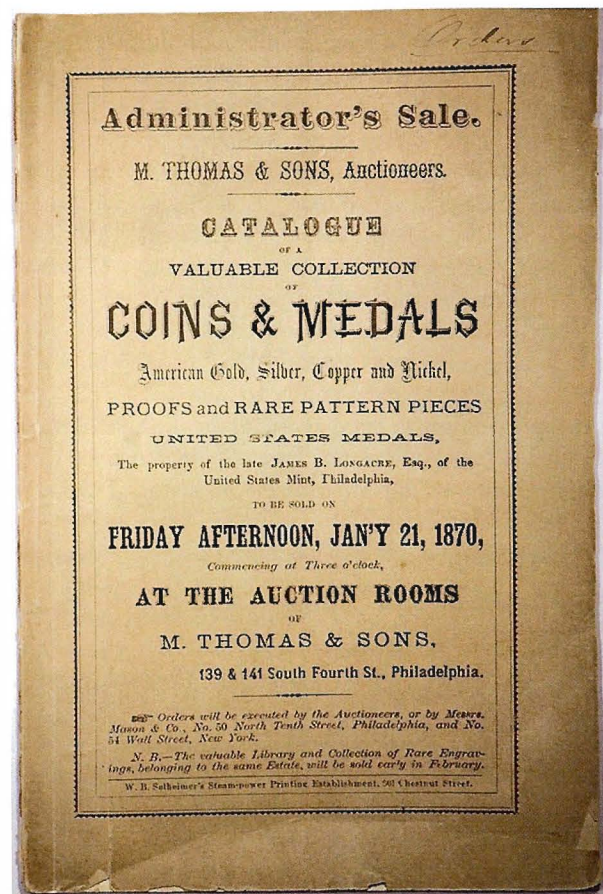 Orders
Administrator's Sale.
M. THOMAS & SONS, Auctioneers.
CATALOGUE
OF A
VALUABLE COLLECTION
OF
COINS & MEDALS
American Gold, Silver, Copper and Nickel,
PROOFS and RARE PATTERN PIECES
UNITED STATES MEDALS,
The property of the late JAMES B. LONGACRE, Esq., of the
United States Mint, Philadelphia,
TO BE SOLD ON
FRIDAY AFTERNOON, JAN'Y 21, 1870,
Commencing at Three o'clock,
AT THE AUCTION ROOMS
OF
M. THOMAS & SONS,
139 & 141 South Fourth St., Philadelphia.
☞ Orders will be executed by the Auctioneers, or by Messrs.
Mason & Co., No. 50 North Tenth Street, Philadelphia, and No.
54 Wall Street, New York.
N. B.—The valuable Library and Collection of Rare Engrav-
ings, belonging to the same Estate, will be sold early in February.
W. B. Selheimer's Steam-power Printing Establishment, 501 Chestnut Street.